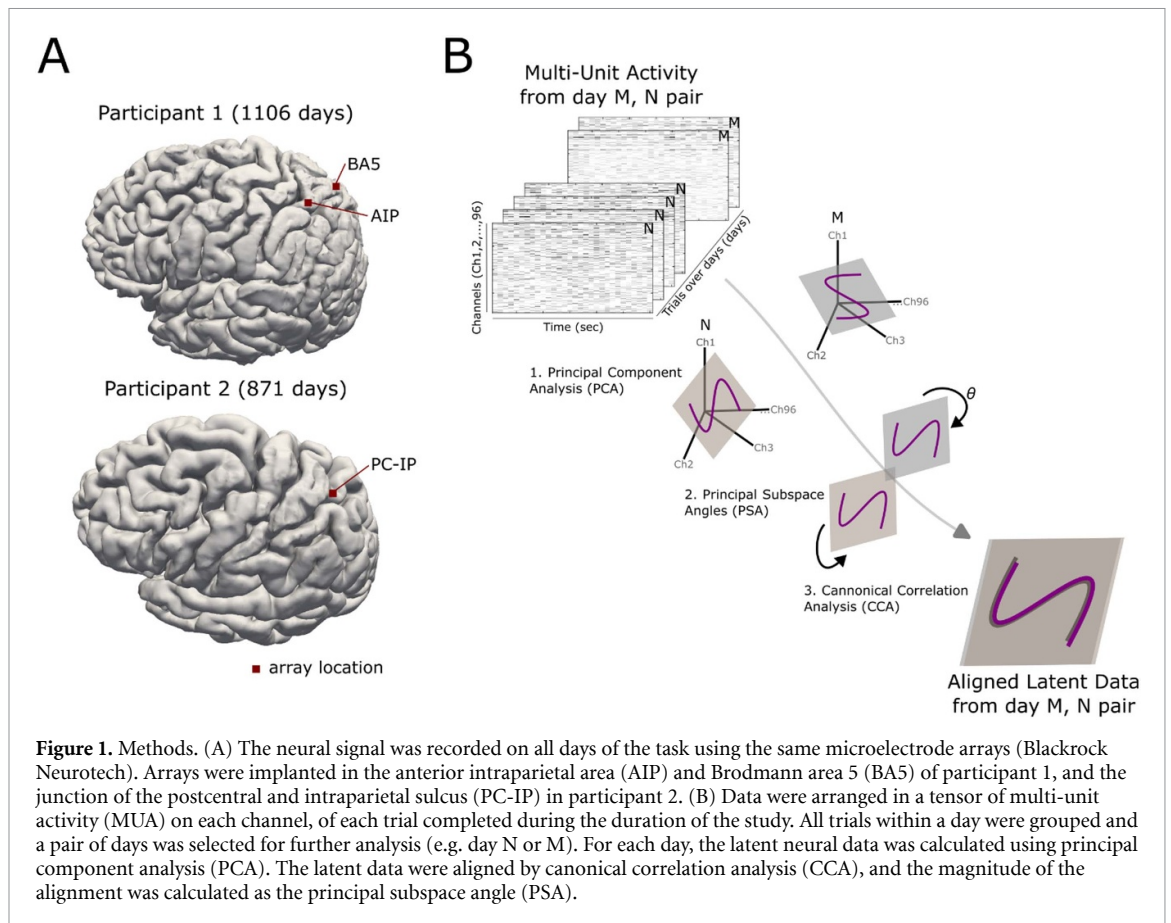 A
Participant 1 (1106 days)
BA5
AIP
Participant 2 (871 days)
PC-IP
array location
B
Multi-Unit Activity
from day M, N pair
M
M
N
N
N
N
Channels (Ch1,2,...,96)
Time (sec)
Trials over days (days)
M
Ch1
...Ch96
Ch3
Ch2
N
Ch1
...Ch96
Ch3
Ch2
1. Principal Component
Analysis (PCA)
θ
2. Principal Subspace
Angles (PSA)
3. Cannonical Correlation
Analysis (CCA)
Aligned Latent Data
from day M, N pair
Figure 1. Methods. (A) The neural signal was recorded on all days of the task using the same microelectrode arrays (Blackrock
Neurotech). Arrays were implanted in the anterior intraparietal area (AIP) and Brodmann area 5 (BA5) of participant 1, and the
junction of the postcentral and intraparietal sulcus (PC-IP) in participant 2. (B) Data were arranged in a tensor of multi-unit
activity (MUA) on each channel, of each trial completed during the duration of the study. All trials within a day were grouped and
a pair of days was selected for further analysis (e.g. day N or M). For each day, the latent neural data was calculated using principal
component analysis (PCA). The latent data were aligned by canonical correlation analysis (CCA), and the magnitude of the
alignment was calculated as the principal subspace angle (PSA).